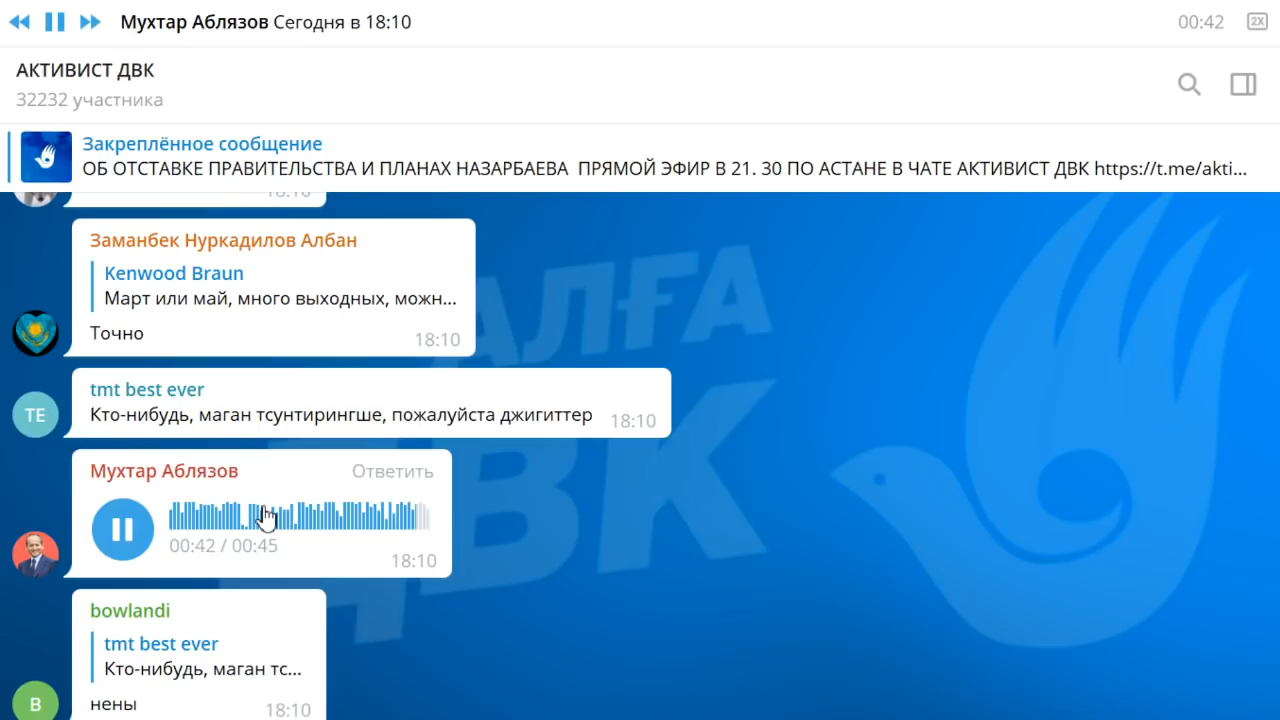 Мухтар Аблязов Сегодня в 18:10
00:42
2X
АКТИВИСТ ДВК
32232 участника
Закреплённое сообщение
ОБ ОТСТАВКЕ ПРАВИТЕЛЬСТВА И ПЛАНАХ НАЗАРБАЕВА ПРЯМОЙ ЭФИР В 21. 30 ПО АСТАНЕ В ЧАТЕ АКТИВИСТ ДВК https://t.me/akti...
18:10
Заманбек Нуркадилов Албан
Kenwood Braun
Март или май, много выходных, можн...
Точно
18:10
АЛҒА
ДВК
tmt best ever
TE
Кто-нибудь, маган тсунтирингше, пожалуйста джигиттер
18:10
Мухтар Аблязов
Ответить
00:42 / 00:45
18:10
bowlandi
tmt best ever
Кто-нибудь, маган тс...
B
нены
18:10